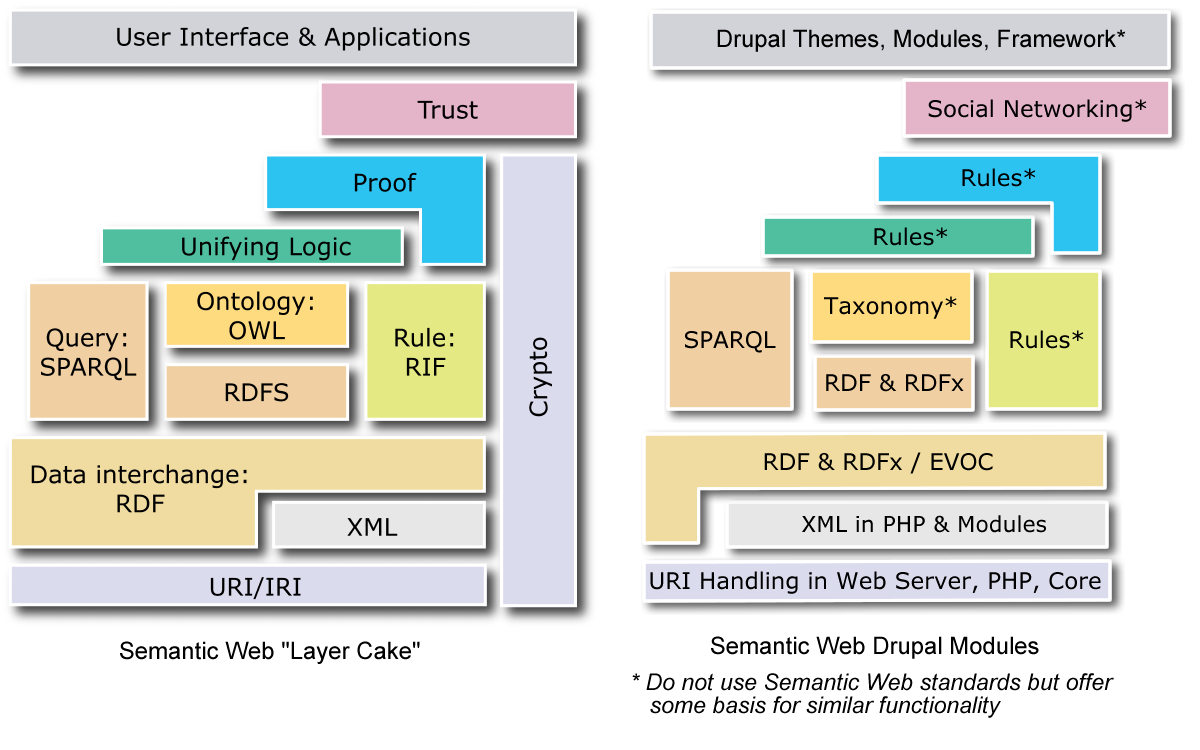 User Interface & Applications
Trust
Proof
Unifying Logic
Query:
SPARQL
Ontology:
OWL
RDFS
Rule:
RIF
Crypto
Data interchange:
RDF
XML
URI/IRI
Semantic Web "Layer Cake"
Drupal Themes, Modules, Framework*
Social Networking*
Rules*
Rules*
SPARQL
Taxonomy*
RDF & RDFx
Rules*
RDF & RDFx / EVOC
XML in PHP & Modules
URI Handling in Web Server, PHP, Core
Semantic Web Drupal Modules
* Do not use Semantic Web standards but offer
some basis for similar functionality